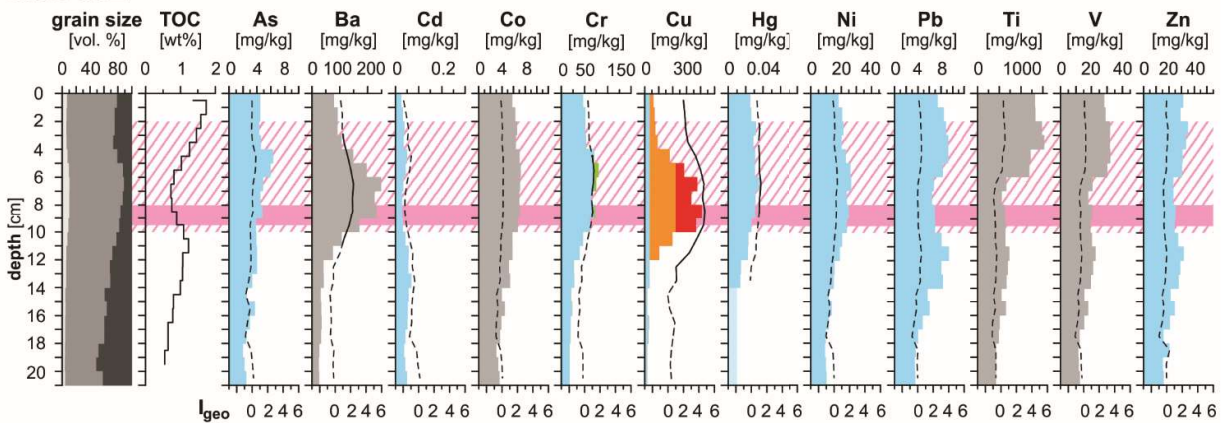 grain size TOC As Ba Cd Co Cr Cu Hg Ni Pb Ti V Zn
[vol. %] [wt%] [mg/kg] [mg/kg] [mg/kg] [mg/kg] [mg/kg] [mg/kg] [mg/kg] [mg/kg] [mg/kg] [mg/kg] [mg/kg] [mg/kg]
0 40 80 0 1 2 0 4 8 0 100 200 0 0.2 0 4 8 0 50 150 0 300 0 0.04 0 20 40 0 4 8 0 1000 0 20 40 0 20 40
0
2
4
6
8
10
12
14
16
18
20
depth [cm]
Igeo 0 2 4 6 0 2 4 6 0 2 4 6 0 2 4 6 0 2 4 6 0 2 4 6 0 2 4 6 0 2 4 6 0 2 4 6 0 2 4 6 0 2 4 6 0 2 4 6